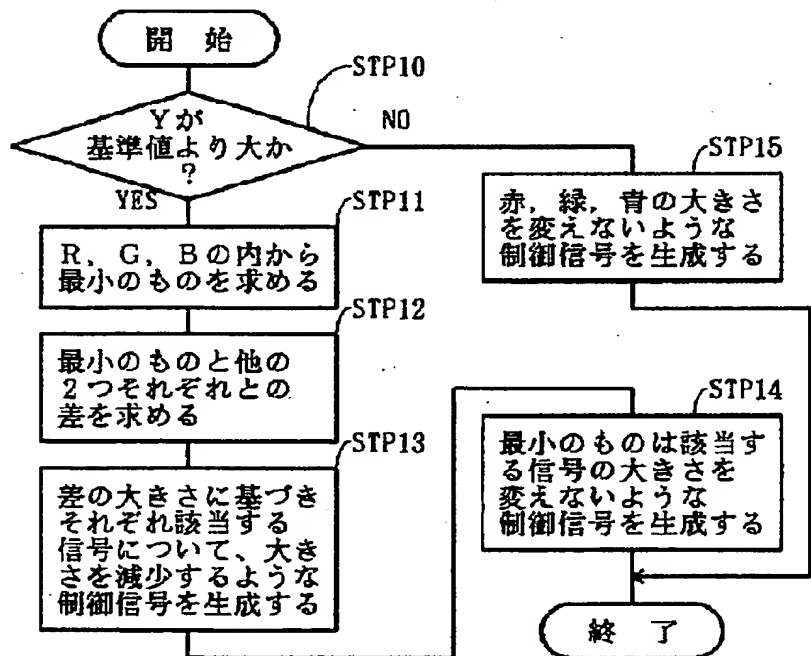 開 始
STP10
Yが
基準値より大か
?
NO
YES
STP11
R, G, Bの内から
最小のものを求める
STP12
最小のものと他の
2つそれぞれとの
差を求める
STP13
差の大きさに基づき
それぞれ該当する
信号について、大き
さを減少するような
制御信号を生成する
STP15
赤, 緑, 青の大きさ
を変えないような
制御信号を生成する
STP14
最小のものは該当す
る信号の大きさを
変えないような
制御信号を生成する
終 了